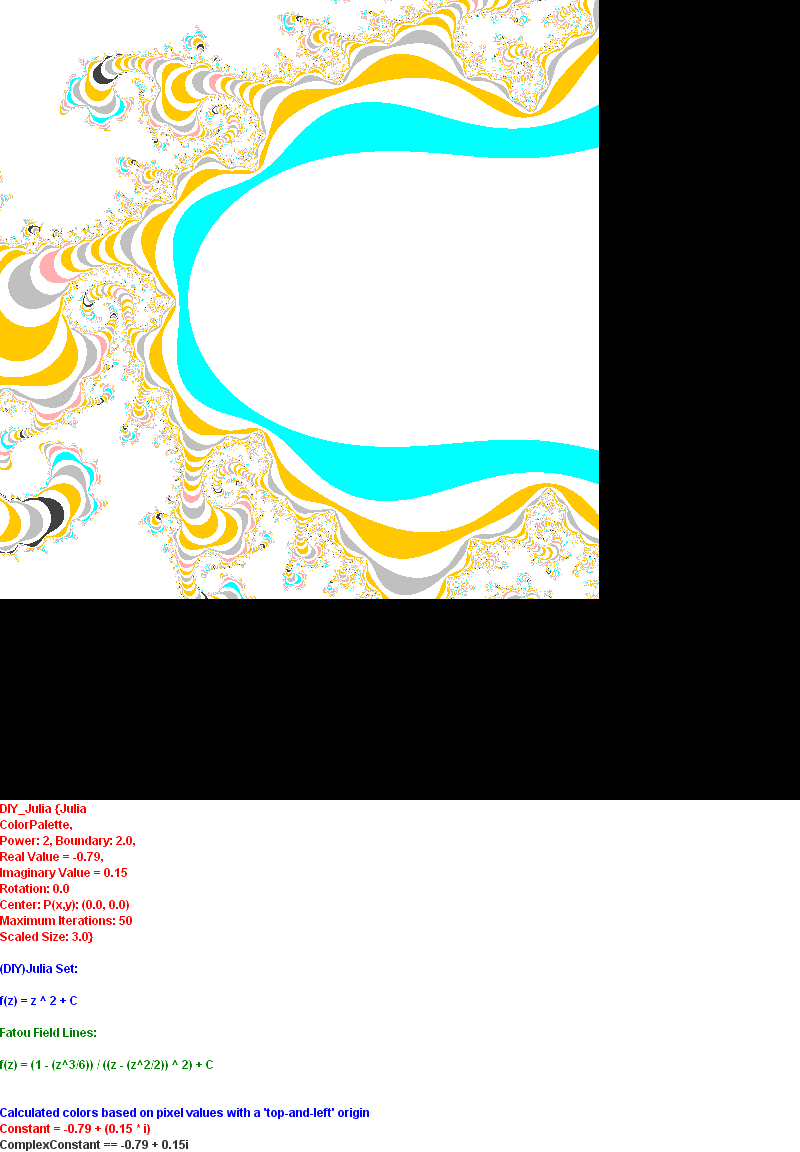 DIY_Julia {Julia
ColorPalette,
Power: 2, Boundary: 2.0,
Real Value = -0.79,
Imaginary Value = 0.15
Rotation: 0.0
Center: P(x,y): (0.0, 0.0)
Maximum Iterations: 50
Scaled Size: 3.0}
(DIY)Julia Set:
f(z) = z ^ 2 + C
Fatou Field Lines:
f(z) = (1 - (z^3/6)) / ((z - (z^2/2)) ^ 2) + C
Calculated colors based on pixel values with a 'top-and-left' origin
Constant = -0.79 + (0.15 * i)
ComplexConstant == -0.79 + 0.15i